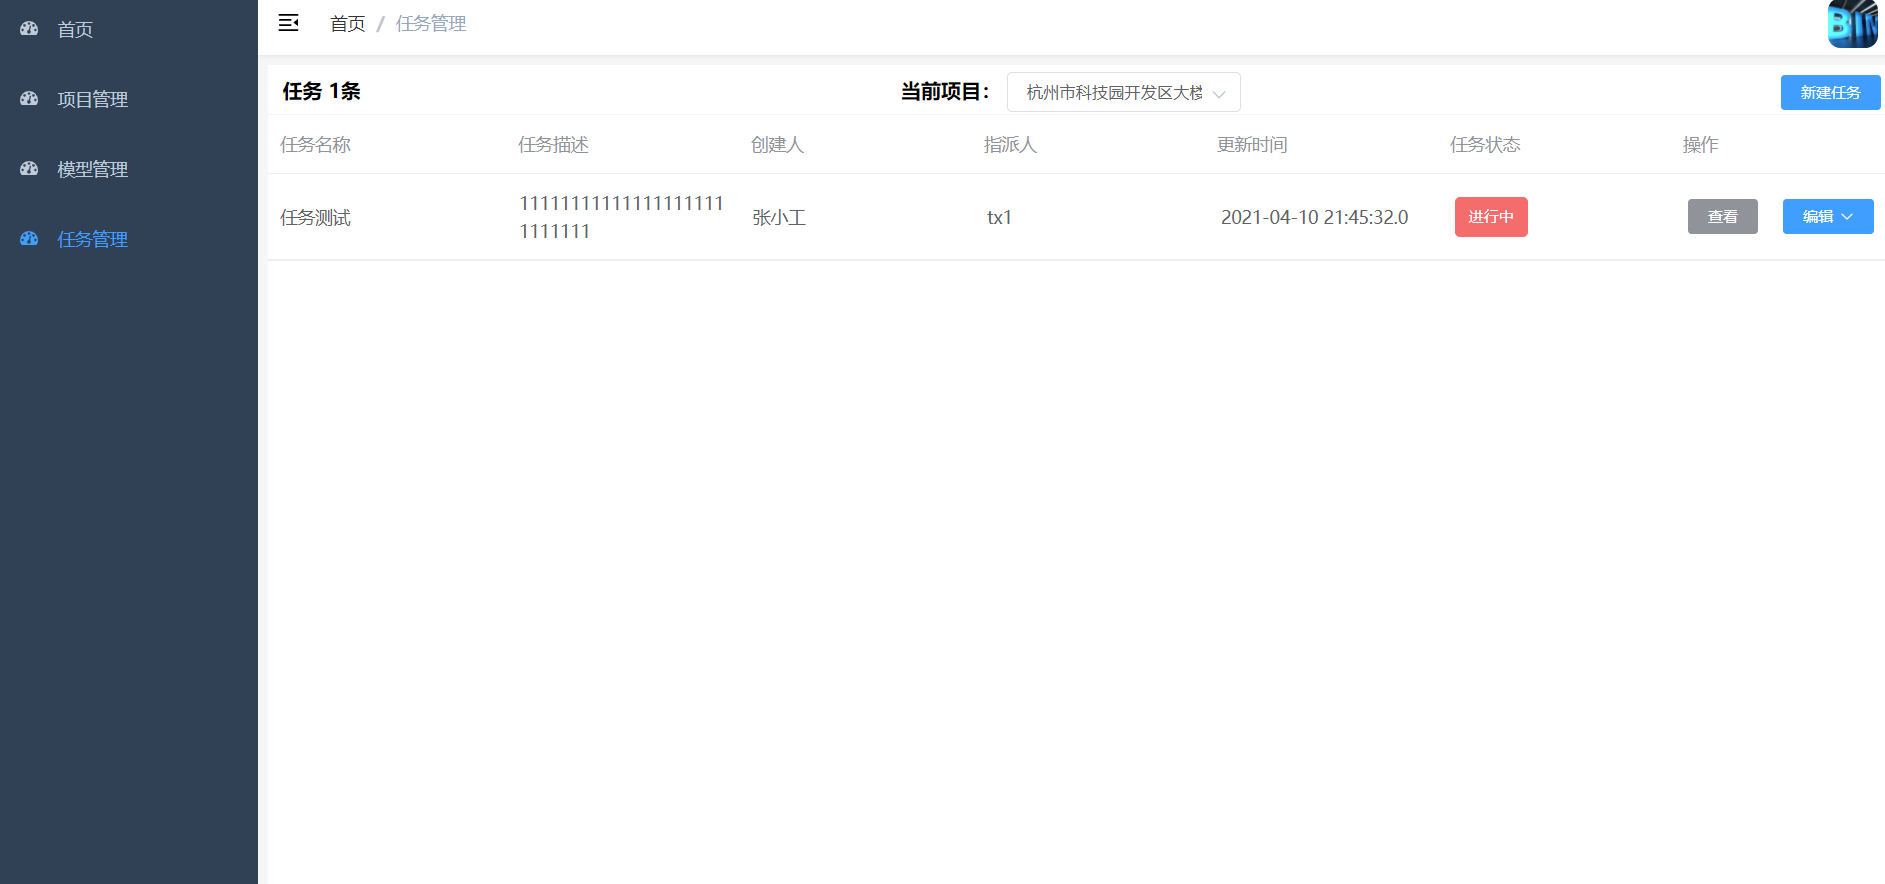 首页
项目管理
模型管理
任务管理
首页 / 任务管理
BIM
任务 1条
当前项目：
杭州市科技园开发区大楼
新建任务
任务名称 任务描述 创建人 指派人 更新时间 任务状态 操作
任务测试
11111111111111111111
1111111
张小工
tx1
2021-04-10 21:45:32.0
进行中
查看
编辑